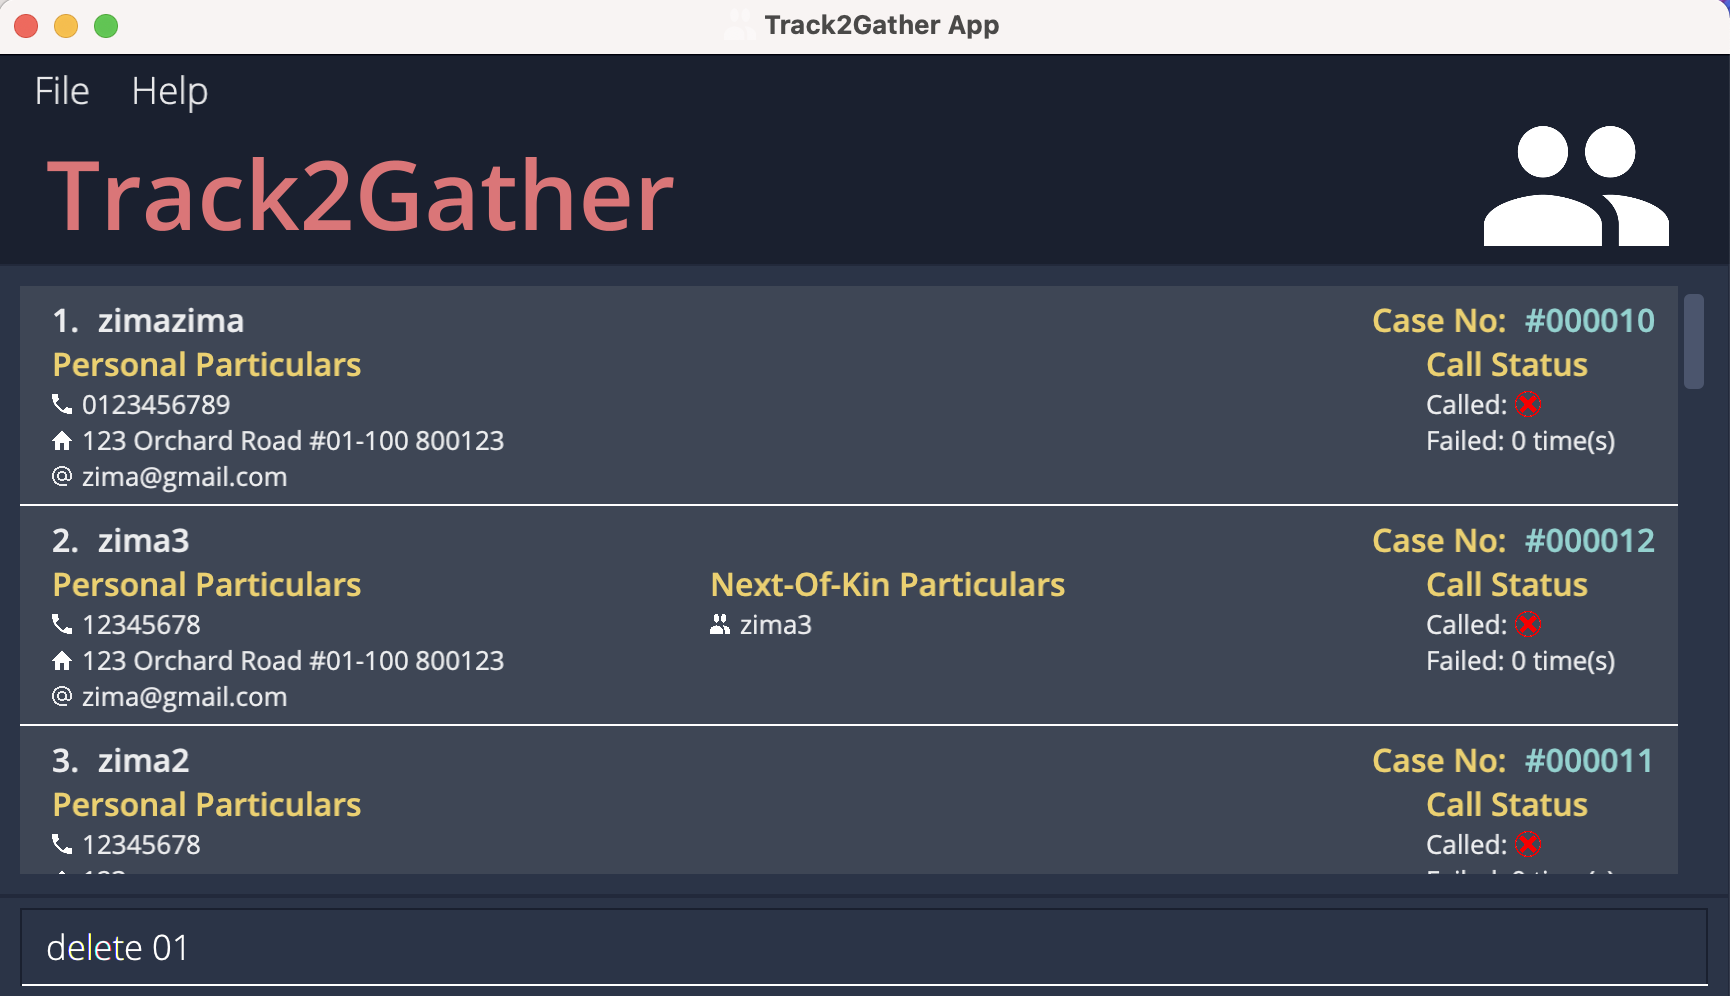 Track2Gather App
File Help
Track2Gather
1. zimazima Case No: #000010
Personal Particulars Call Status
0123456789 Called:
123 Orchard Road #01-100 800123 Failed: 0 time(s)
zima@gmail.com
2. zima3 Case No: #000012
Personal Particulars Next-Of-Kin Particulars Call Status
12345678 zima3 Called:
123 Orchard Road #01-100 800123 Failed: 0 time(s)
zima@gmail.com
3. zima2 Case No: #000011
Personal Particulars Call Status
12345678 Called:
delete 01